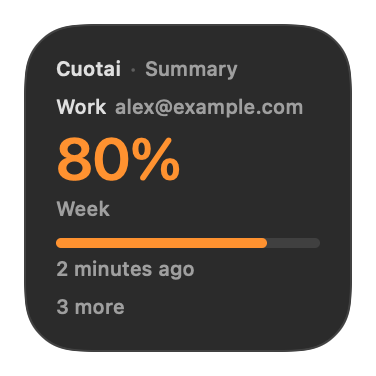 Cuotai · Summary
Work alex@example.com
80%
Week
2 minutes ago
3 more